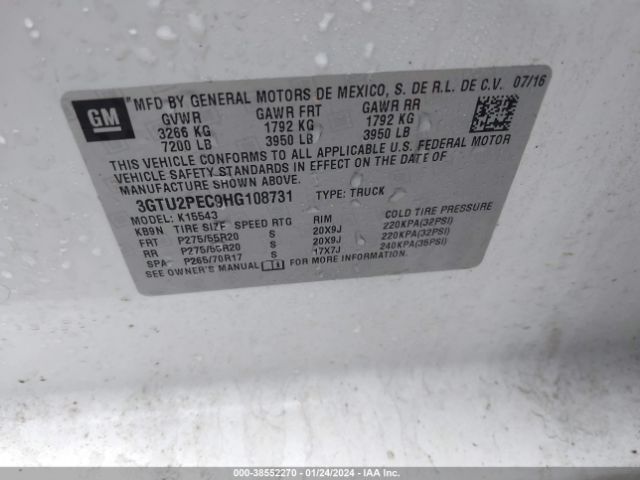 GM
MFD BY GENERAL MOTORS DE MEXICO, S. DE R.L. DE C.V. 07/16
GVWR GAWR FRT GAWR RR
3266 KG 1792 KG 1792 KG
7200 LB 3950 LB 3950 LB
THIS VEHICLE CONFORMS TO ALL APPLICABLE U.S. FEDERAL MOTOR
VEHICLE SAFETY STANDARDS IN EFFECT ON THE DATE OF
MANUFACTURE SHOWN ABOVE.
3GTU2PEC9HG108731 TYPE: TRUCK
MODEL: K15543
KB9N TIRE SIZE SPEED RTG RIM COLD TIRE PRESSURE
FRT P275/55R20 S 20X9J 220KPA(32PSI)
RR P275/55R20 S 20X9J 220KPA(32PSI)
SPA P265/70R17 S 17X7J 240KPA(35PSI)
SEE OWNER'S MANUAL FOR MORE INFORMATION.
000-38552270 - 01/24/2024 - IAA Inc.